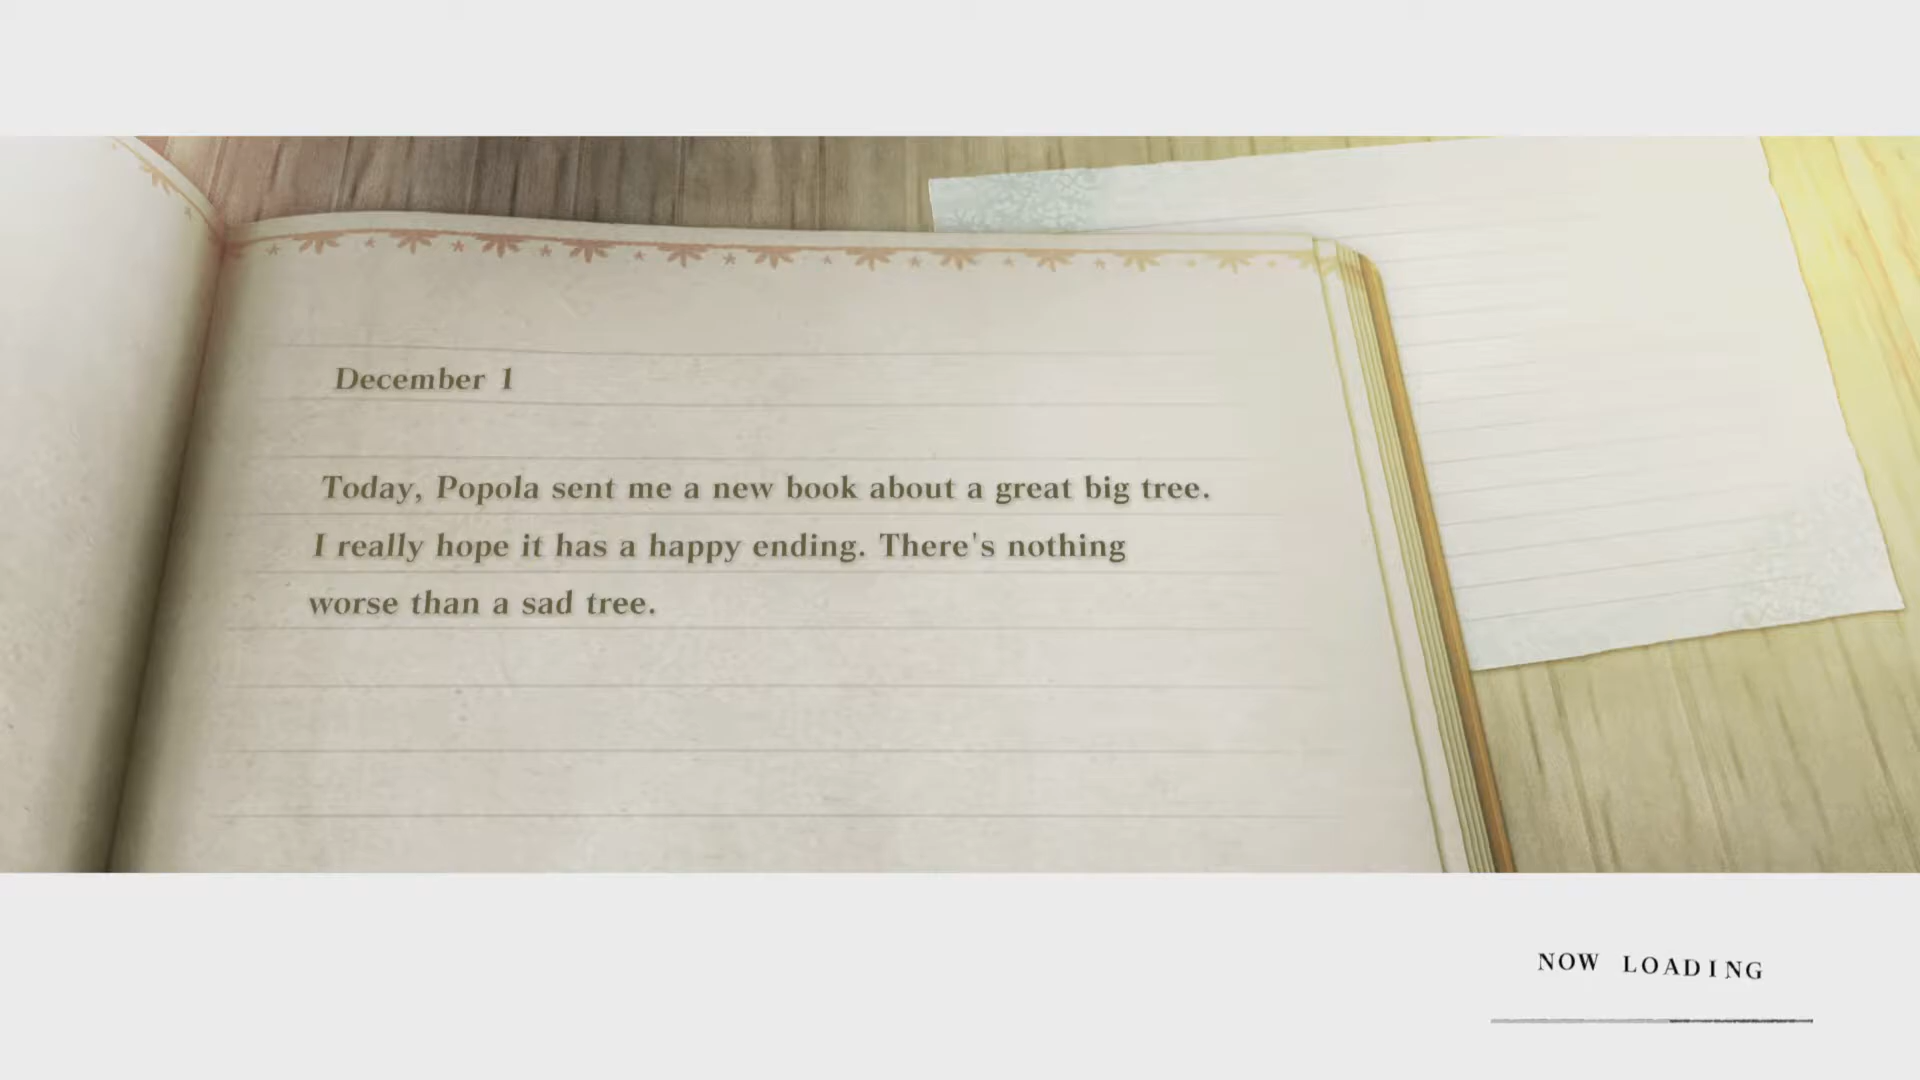 December 1
Today, Popola sent me a new book about a great big tree.
I really hope it has a happy ending. There's nothing
worse than a sad tree.
NOW LOADING